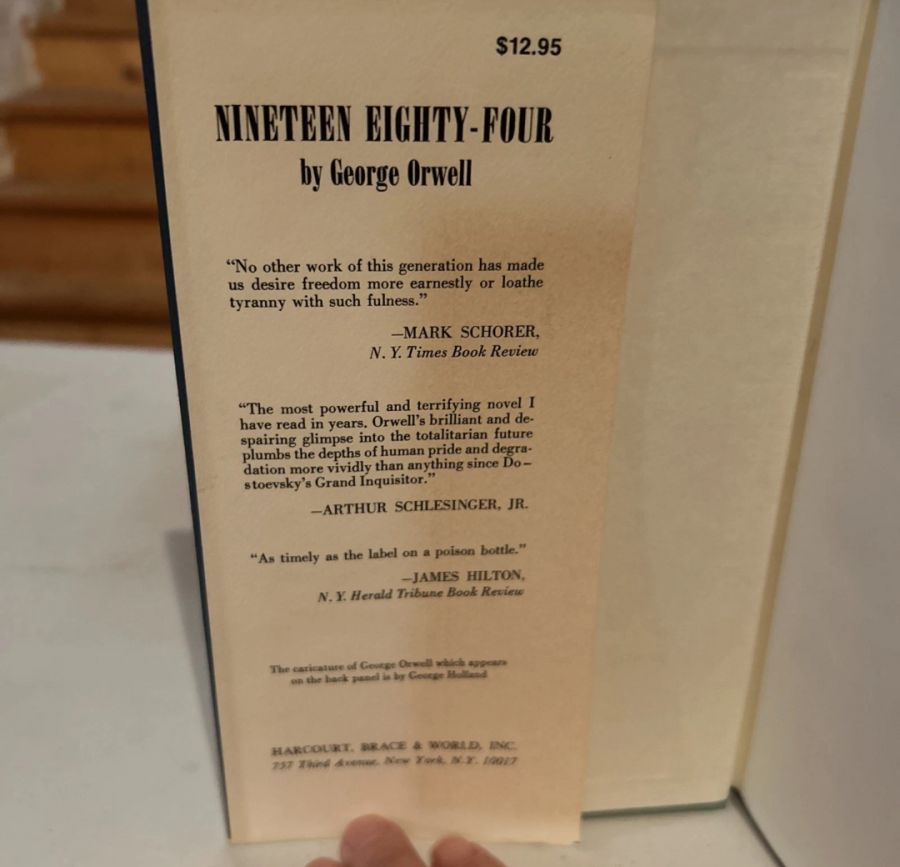 $12.95
NINETEEN EIGHTY-FOUR
by George Orwell
“No other work of this generation has made
us desire freedom more earnestly or loathe
tyranny with such fulness.”
—MARK SCHORER,
N. Y. Times Book Review
“The most powerful and terrifying novel I
have read in years. Orwell's brilliant and de-
spairing glimpse into the totalitarian future
plumbs the depths of human pride and degra-
dation more vividly than anything since Do-
stoevsky's Grand Inquisitor.”
—ARTHUR SCHLESINGER, JR.
“As timely as the label on a poison bottle.”
—JAMES HILTON,
N. Y. Herald Tribune Book Review
The caricature of George Orwell which appears
on the back panel is by George Holland
HARCOURT, BRACE & WORLD, INC.
757 Third Avenue, New York, N.Y. 10017